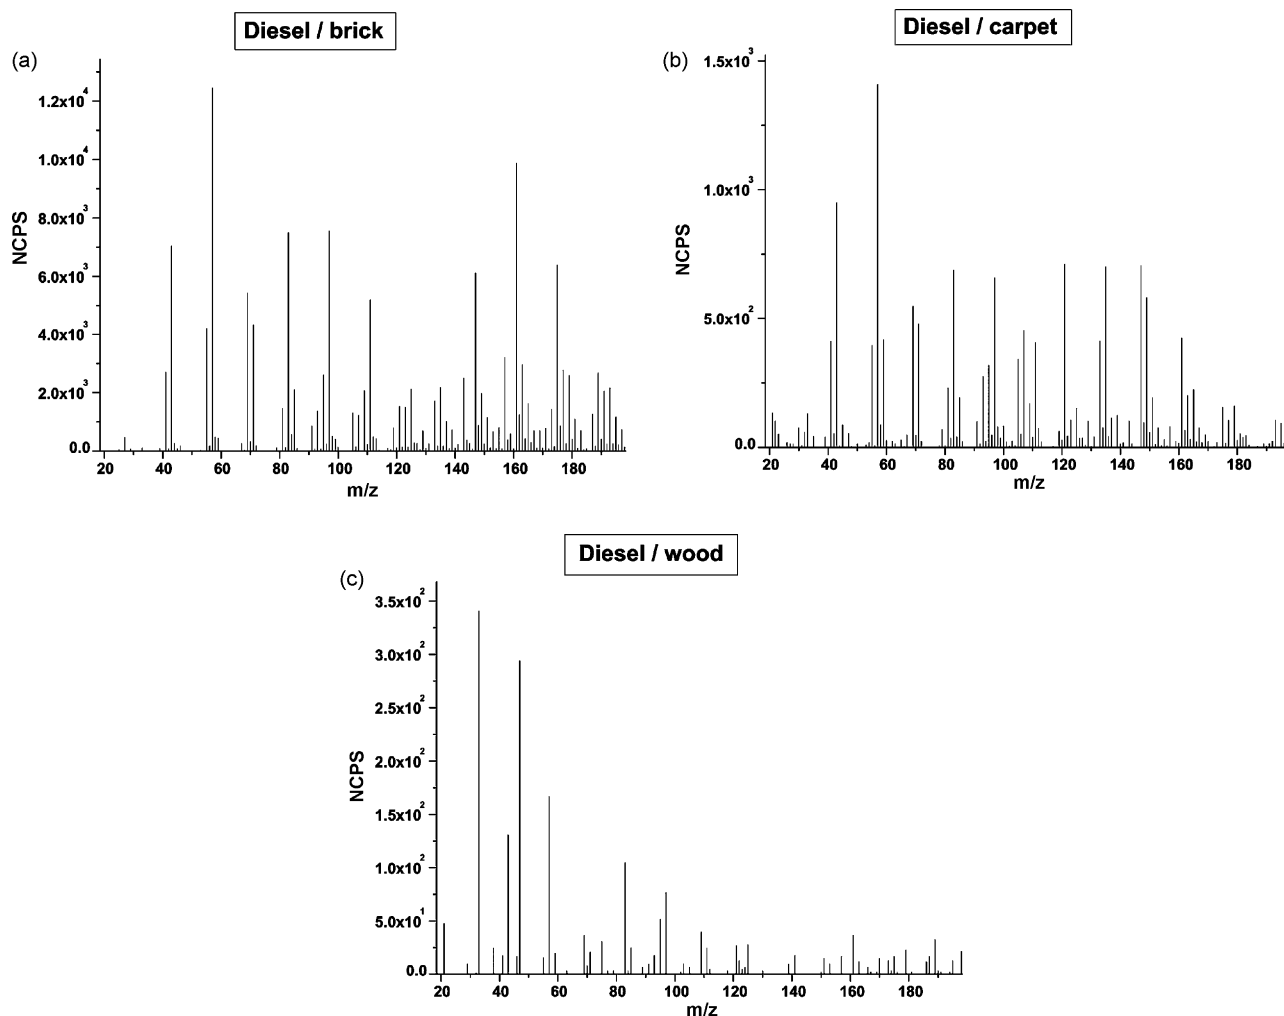 Diesel / brick
(a)
1.2x10⁴
1.0x10⁴
8.0x10³
6.0x10³
4.0x10³
2.0x10³
0.0
NCPS
20 40 60 80 100 120 140 160 180
m/z
Diesel / carpet
(b)
1.5x10³
1.0x10³
5.0x10²
0.0
NCPS
20 40 60 80 100 120 140 160 180
m/z
Diesel / wood
(c)
3.5x10²
3.0x10²
2.5x10²
2.0x10²
1.5x10²
1.0x10²
5.0x10¹
0.0
NCPS
20 40 60 80 100 120 140 160 180
m/z